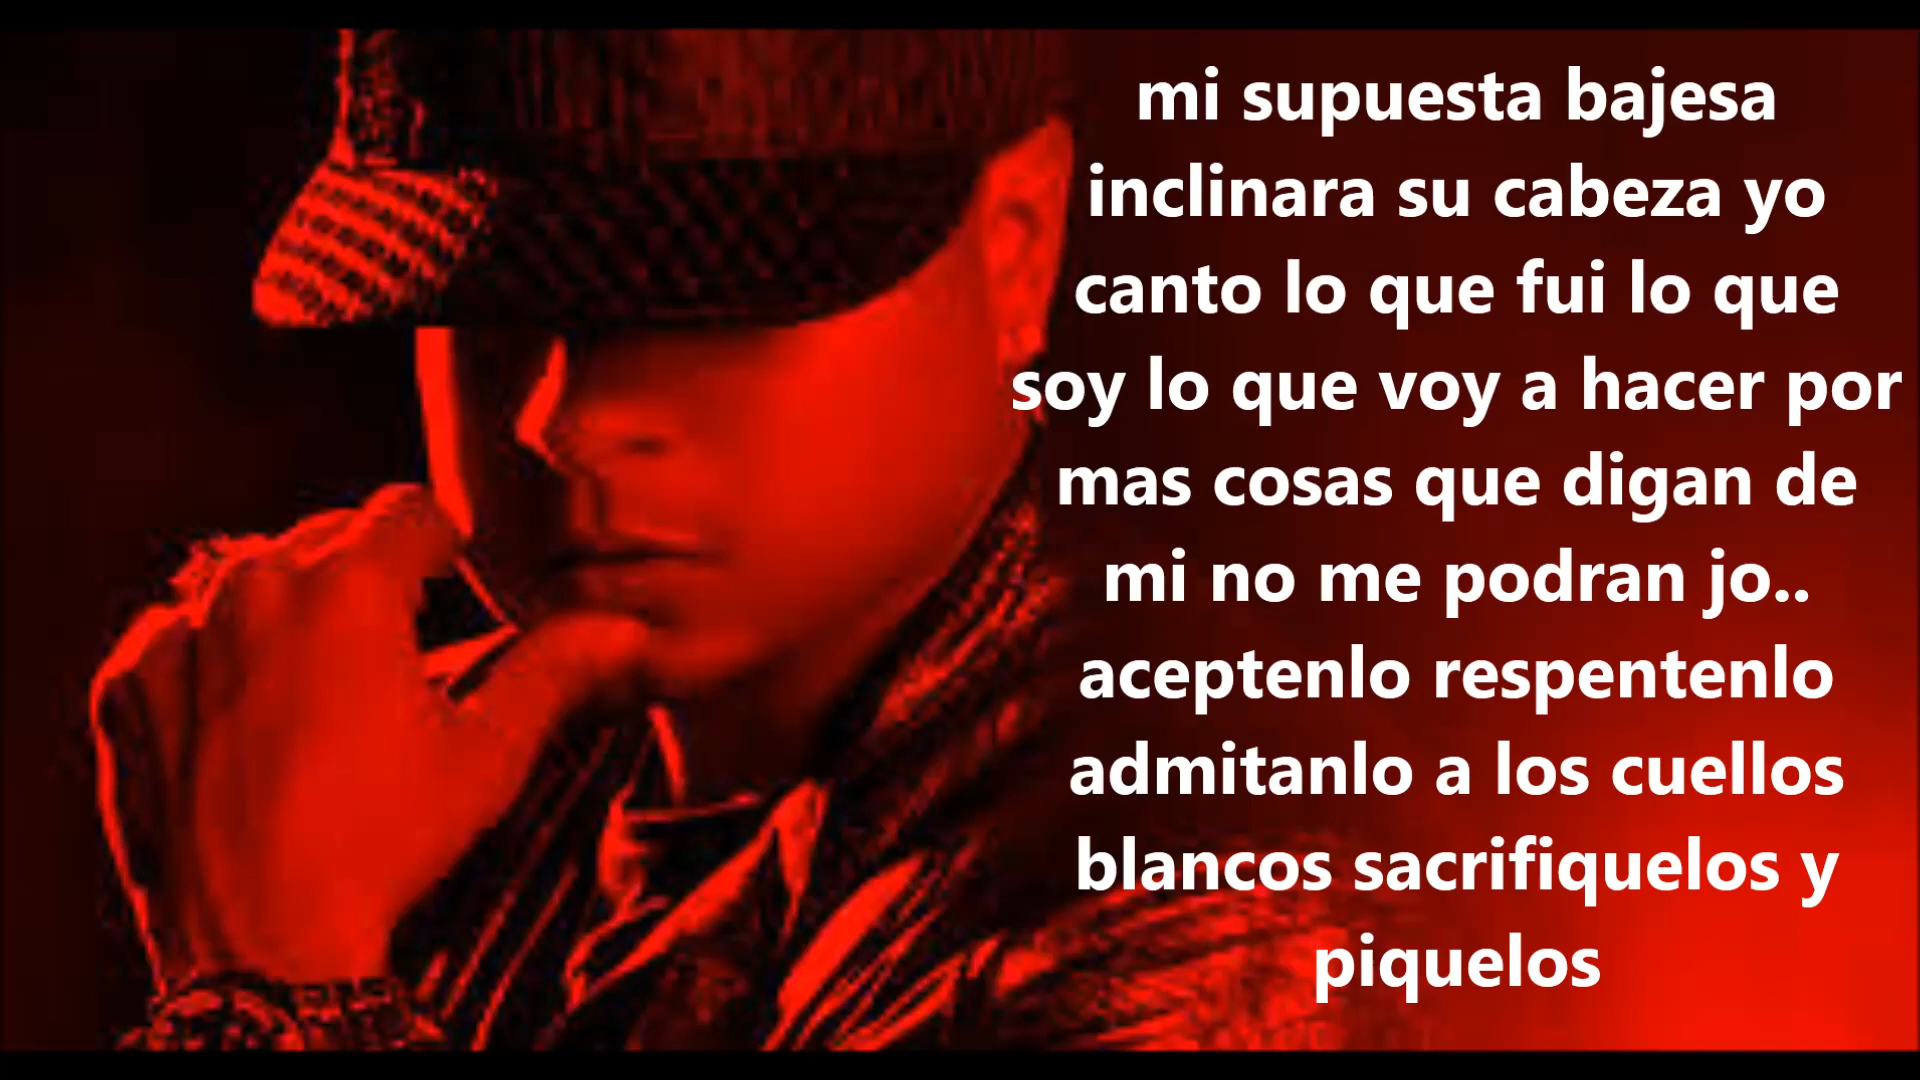 mi supuesta bajesa
inclinara su cabeza yo
canto lo que fui lo que
soy lo que voy a hacer por
mas cosas que digan de
mi no me podran jo..
aceptenlo respentenlo
admitanlo a los cuellos
blancos sacrifiquelos y
piquelos